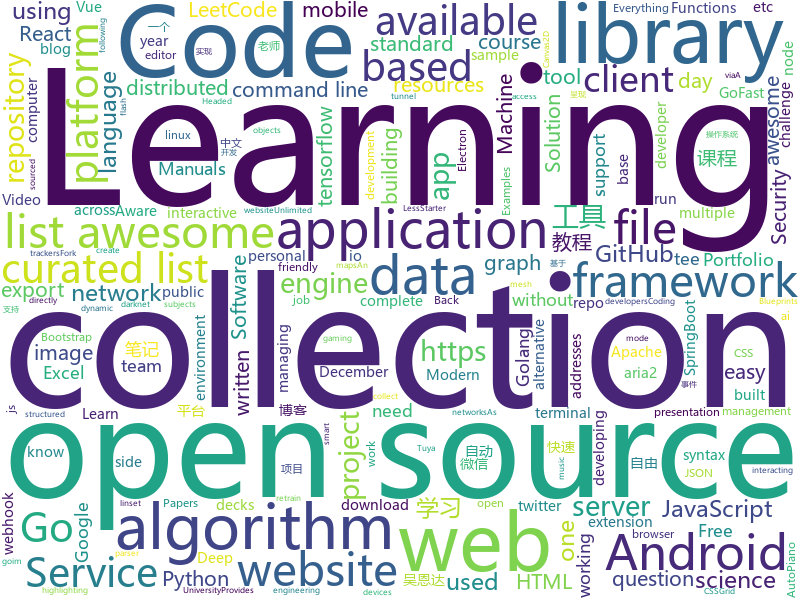 using
Vue
LeetCode
mobile
Code
available
library
Everything
Functions
etc
React
一个
year
实现
blog
editor
老师
following
standard
course
sample
Canvas2D
viaA
node
based
tool
GoFast
repository
computer
platform
language
distributed
command line
resources
client
day
developer
awesome
challenge
linux
中文
flash
开发
Headed
access
呈现
tunnel
objects
操作系统
Learning
Machine
Solution
support
课程
Security
sourced
Manuals
building
tensorflow
app
development
Electron
Examples
base
run
Video
acrossAware
interactive
websiteUnlimited
LessStarter
工具
multiple
list awesome
application
file
教程
GitHub
tee
Portfolio
trackersFork
create
personal
io
friendly
mapsAn
curated list
data
graph
without
repo
framework
export
directly
dynamic
network
public
engine
job
complete
Back
developersCoding
Blueprints
Software
支持
darknet
subjects
mesh
基于
ai
collection
Bootstrap
image
笔记
team
environment
written
managing
https
December
Modern
gaming
Excel
Golang
alternative
addresses
SpringBoot
Apache
aria2
mode
事件
CSS
easy
built
JSON
management
js
structured
Learn
平台
博客
need
collect
networksAs
terminal
developing
presentation
open source
know
side
项目
微信
自动
smart
work
Tuya
快速
music
自由
syntax
interacting
webhook
Google
linset
Papers
decks
project
download
twitter
extension
highlighting
Go
algorithm
学习
web
server
JavaScript
working
Free
browser
goim
parser
Service
website
Deep
吴恩达
one
Android
AutoPiano
Python
UniversityProvides
retrain
engineering
used
open
devices
HTML
question
science
CSSGrid